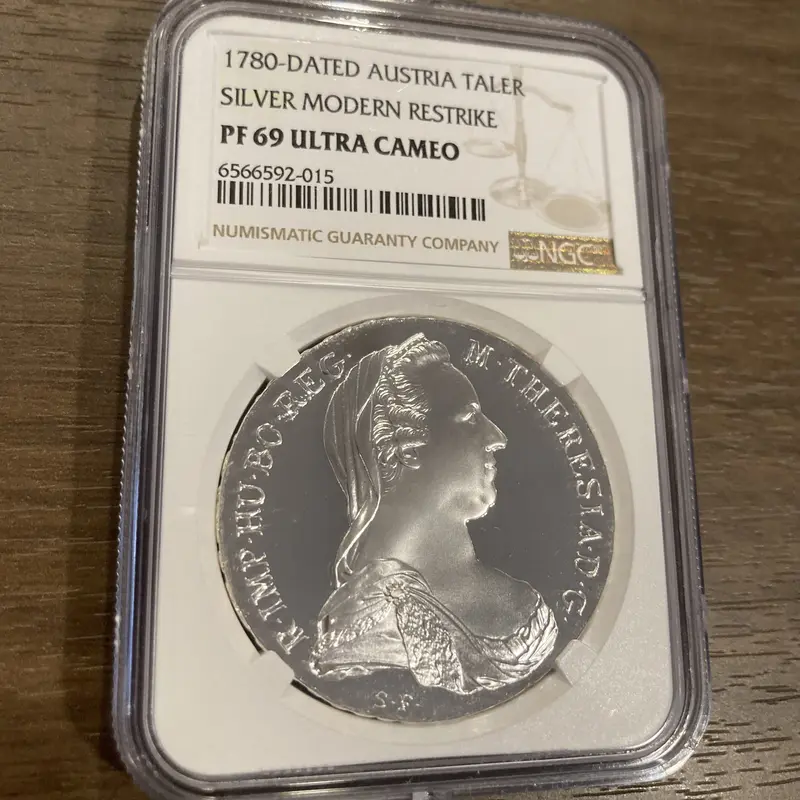 1780-DATED AUSTRIA TALER
SILVER MODERN RESTRIKE
PF 69 ULTRA CAMEO
6566592-015
NUMISMATIC GUARANTY COMPANY
NGC
R·IMP·HU·BO·REG·
M·THERESIA·D·G·
S·F·